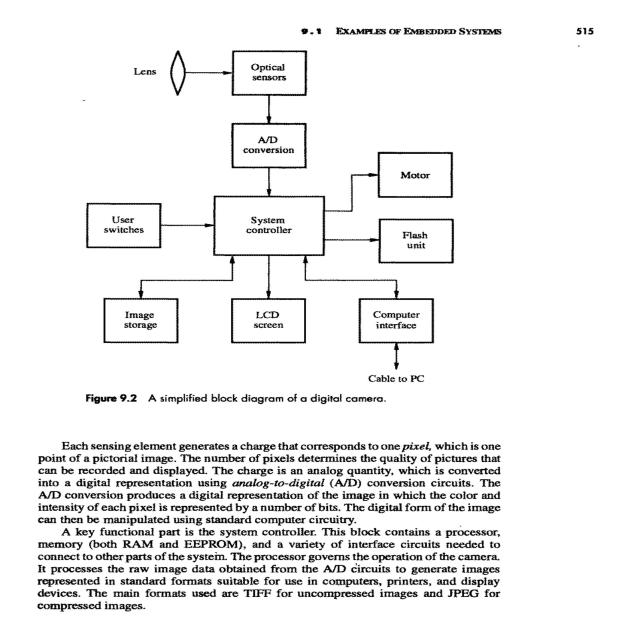 9.1 EXAMPLES OF EMBEDDED SYSTEMS 515
Lens
Optical
sensors
A/D
conversion
Motor
User
switches
System
controller
Flash
unit
Image
storage
LCD
screen
Computer
interface
Cable to PC
Figure 9.2 A simplified block diagram of a digital camera.
Each sensing element generates a charge that corresponds to one pixel, which is one
point of a pictorial image. The number of pixels determines the quality of pictures that
can be recorded and displayed. The charge is an analog quantity, which is converted
into a digital representation using analog-to-digital (A/D) conversion circuits. The
A/D conversion produces a digital representation of the image in which the color and
intensity of each pixel is represented by a number of bits. The digital form of the image
can then be manipulated using standard computer circuitry.
A key functional part is the system controller. This block contains a processor,
memory (both RAM and EEPROM), and a variety of interface circuits needed to
connect to other parts of the system. The processor governs the operation of the camera.
It processes the raw image data obtained from the A/D circuits to generate images
represented in standard formats suitable for use in computers, printers, and display
devices. The main formats used are TIFF for uncompressed images and JPEG for
compressed images.